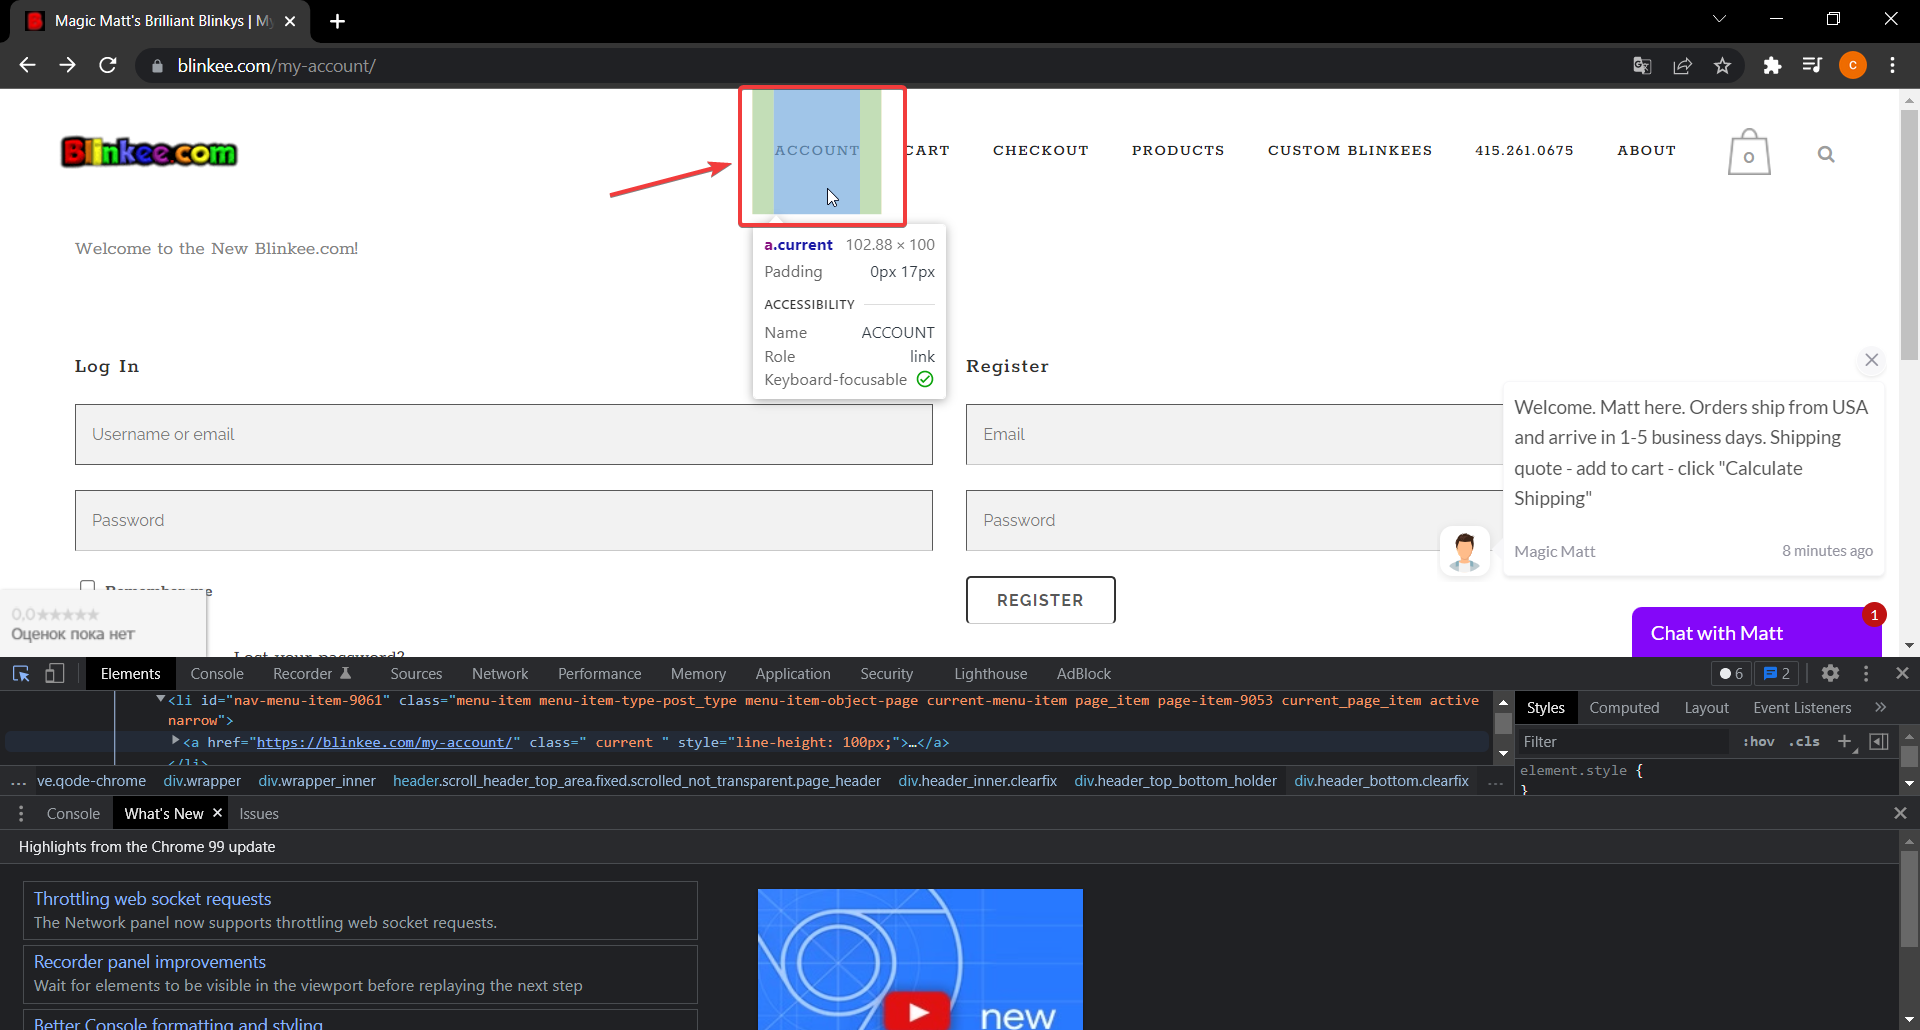 Magic Matt's Brilliant Blinkys | My
blinkee.com/my-account/
C
Blinkee.com
ACCOUNT
CART
CHECKOUT
PRODUCTS
CUSTOM BLINKEES
415.261.0675
ABOUT
0
Welcome to the New Blinkee.com!
a.current 102.88 × 100
Padding 0px 17px
ACCESSIBILITY
Name ACCOUNT
Role link
Keyboard-focusable
Log In
Register
Username or email
Email
Password
Password
Remember me
REGISTER
Lost your password?
0,0★★★★★
Оценок пока нет
Welcome. Matt here. Orders ship from USA
and arrive in 1-5 business days. Shipping
quote - add to cart - click "Calculate
Shipping"
Magic Matt 8 minutes ago
1
Chat with Matt
Elements Console Recorder Sources Network Performance Memory Application Security Lighthouse AdBlock 6 2
<li id="nav-menu-item-9061" class="menu-item menu-item-type-post_type menu-item-object-page current-menu-item page_item page-item-9053 current_page_item active
narrow">
<a href="https://blinkee.com/my-account/" class=" current " style="line-height: 100px;">…</a>
</li>
Styles Computed Layout Event Listeners »
Filter :hov .cls +
element.style {
}
... ve.qode-chrome div.wrapper div.wrapper_inner header.scroll_header_top_area.fixed.scrolled_not_transparent.page_header div.header_inner.clearfix div.header_top_bottom_holder div.header_bottom.clearfix ...
Console What's New Issues
Highlights from the Chrome 99 update
Throttling web socket requests
The Network panel now supports throttling web socket requests.
Recorder panel improvements
Wait for elements to be visible in the viewport before replaying the next step
Better Console formatting and styling
new